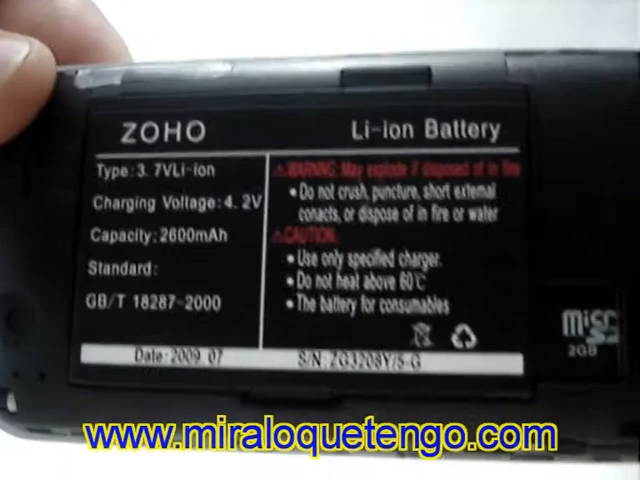 ZOHO
Li-ion Battery
Type:3. 7VLi-ion
Charging Voltage:4. 2V
Capacity:2600mAh
Standard:
GB/T 18287-2000
WARNING: May explode if disposed of in fire
• Do not crush, puncture, short external
conacts, or dispose of in fire or water
CAUTION:
• Use only specified charger.
• Do not heat above 60℃
• The battery for consumables
Date:2009. 07
S/N: ZG3208Y/5-G
2GB
www.miraloquetengo.com